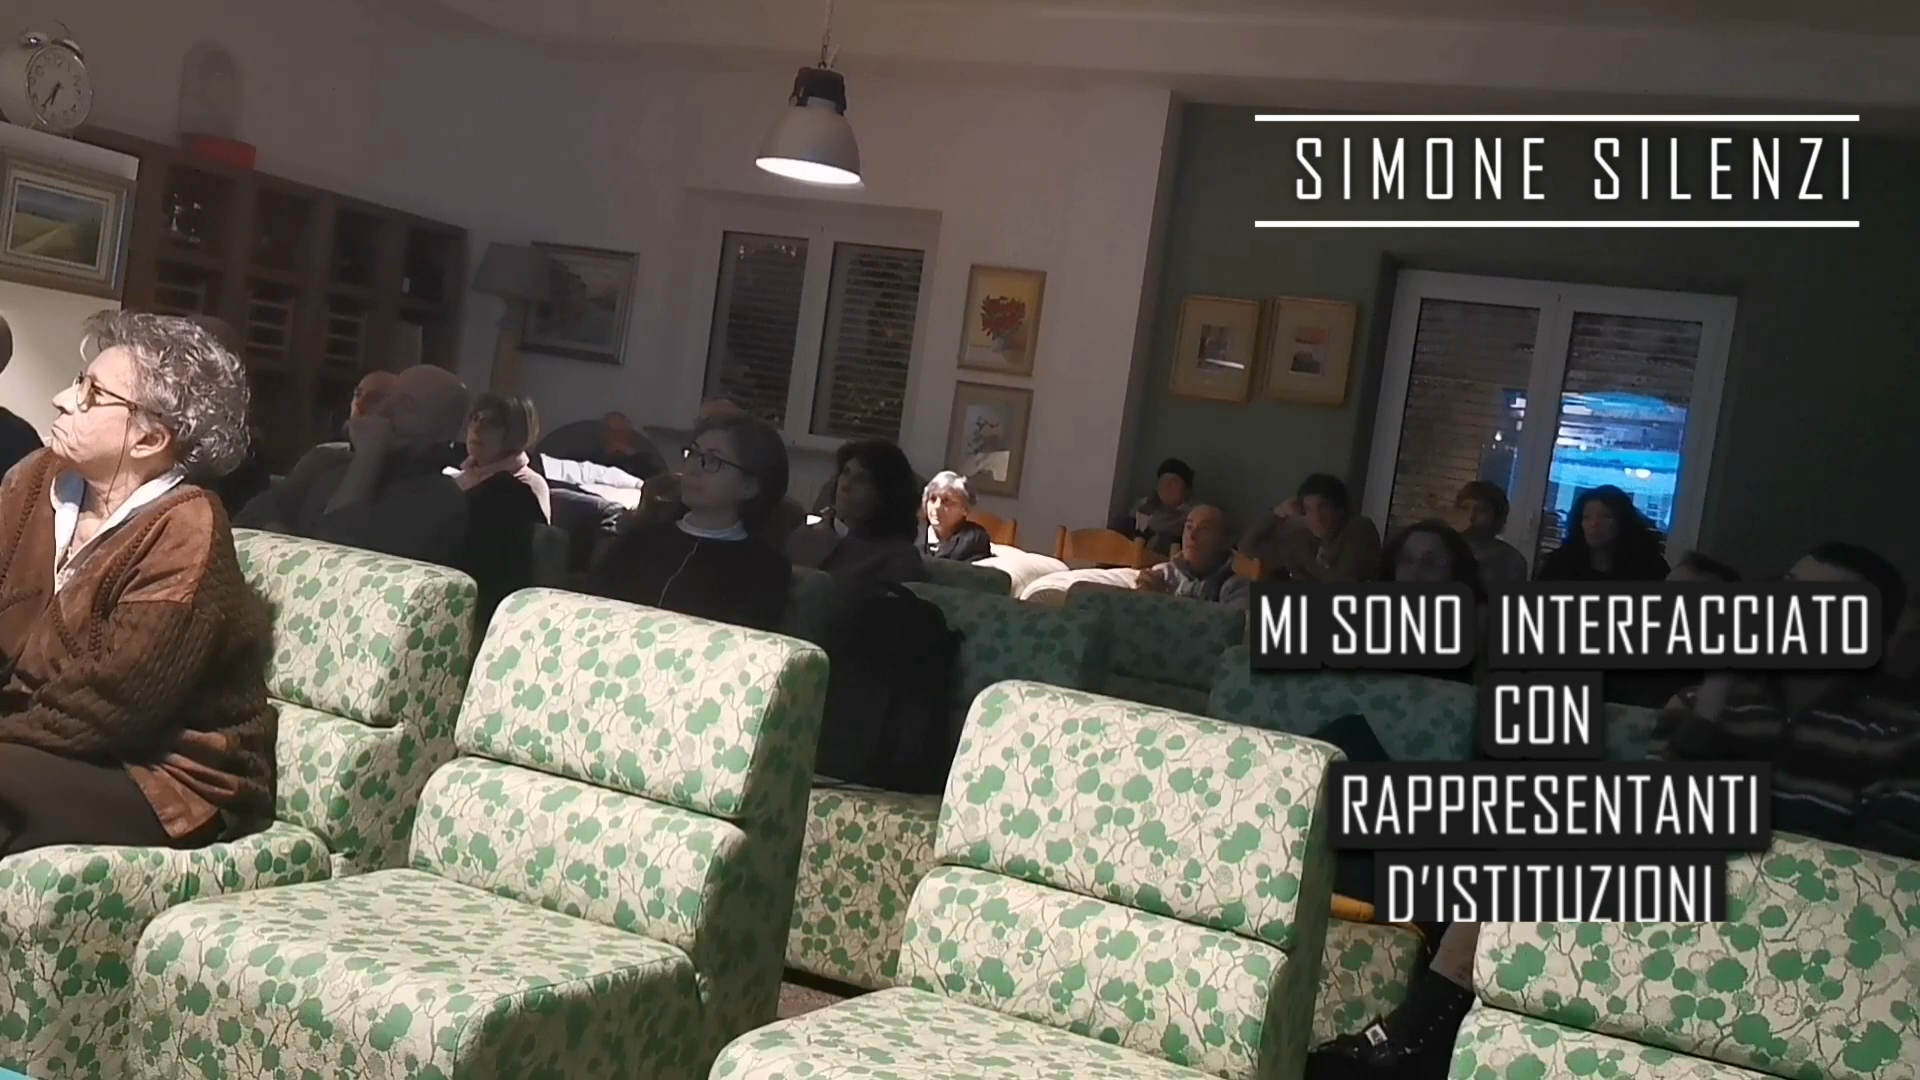 SIMONE SILENZI
MI SONO INTERFACCIATO
CON
RAPPRESENTANTI
D'ISTITUZIONI